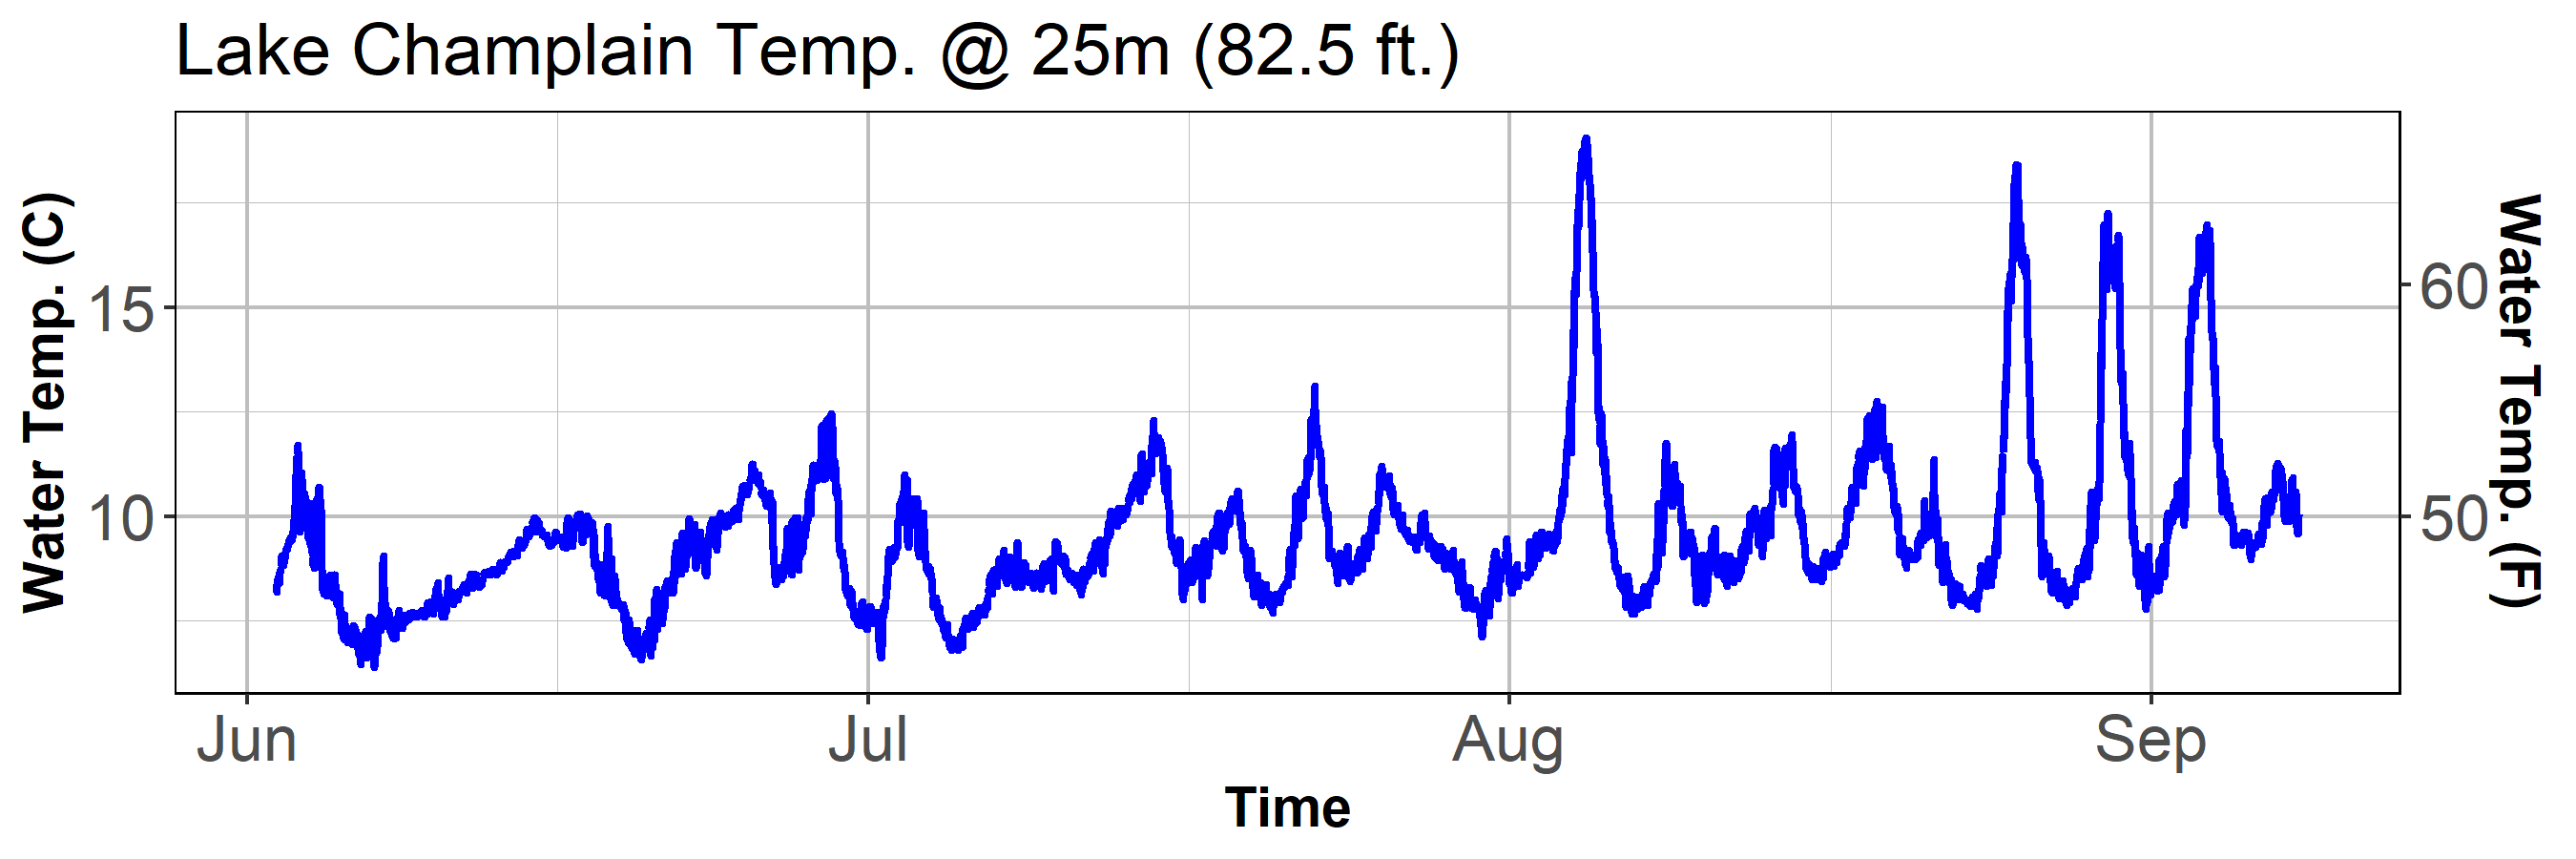 Lake Champlain Temp. @ 25m (82.5 ft.)
Water Temp. (C)
15
10
60
50
Water Temp. (F)
Jun Jul Aug Sep
Time